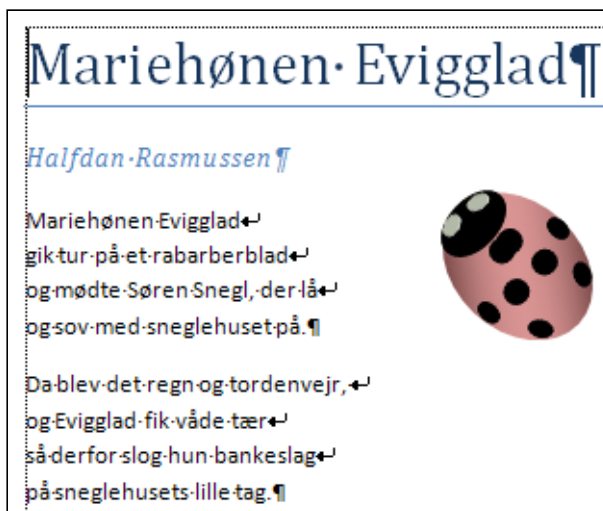 Mariehønen Evigglad¶
Halfdan Rasmussen¶
Mariehønen Evigglad↵
gik tur på et rabarberblad↵
og mødte Søren Snegl, der lå↵
og sov med sneglehuset på.¶
Da blev det regn og tordenvejr, ↵
og Evigglad fik våde tær↵
så derfor slog hun bankeslag↵
på sneglehusets lille tag.¶